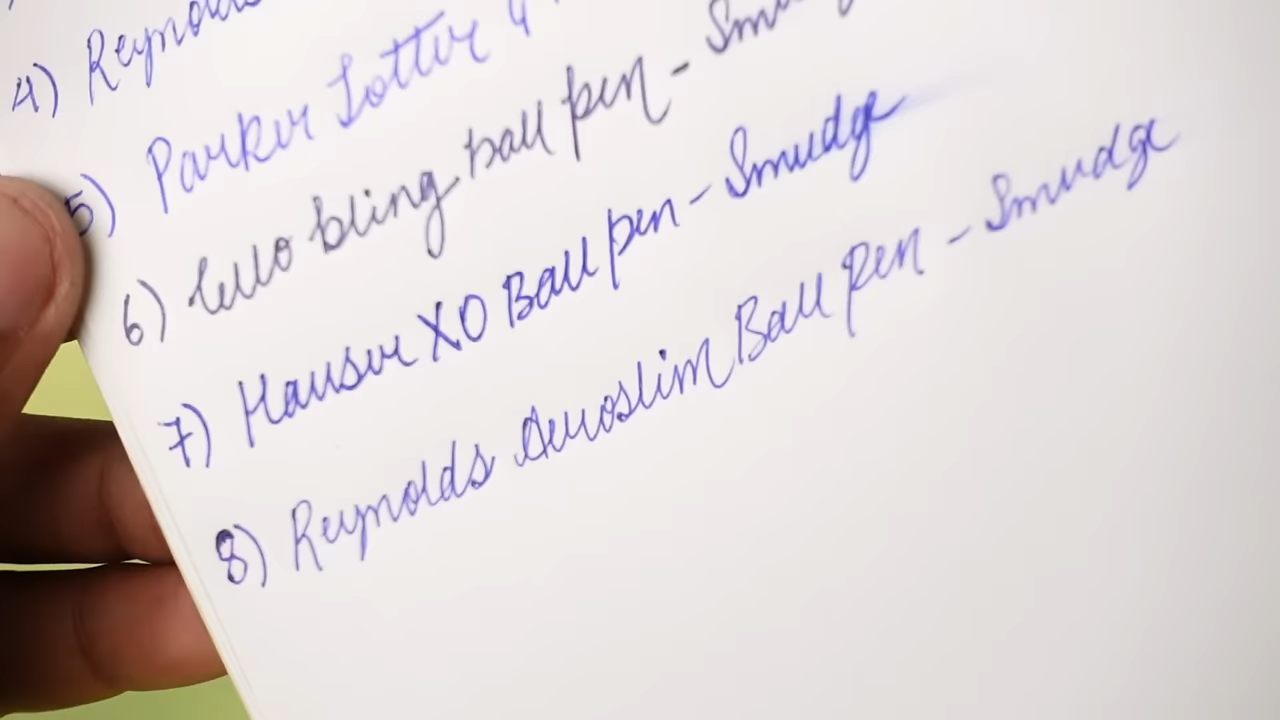 4) Reynolds
5) Parker Jotter
6) Cello bling ball pen - Smudge
7) Hauser XO Ball pen - Smudge
8) Reynolds Aeroslim Ball Pen - Smudge